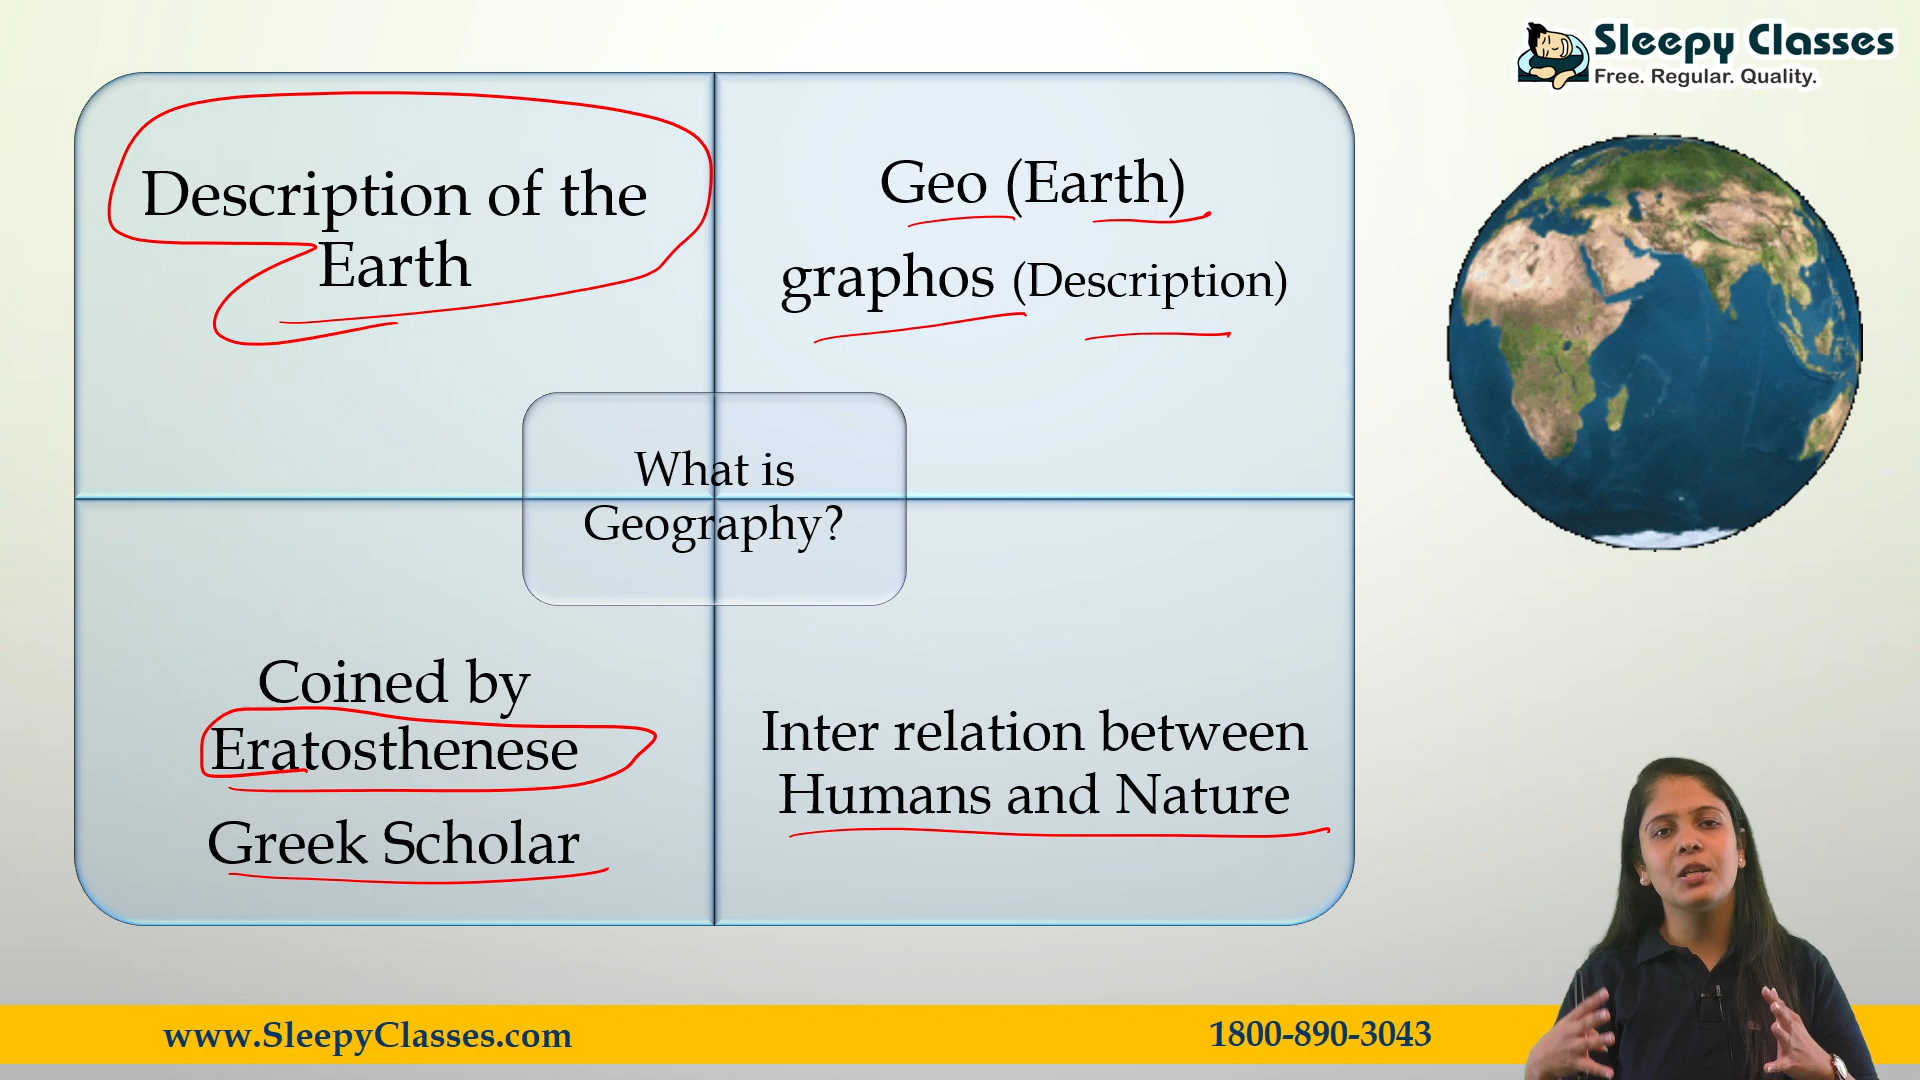 Sleepy Classes
Free. Regular. Quality.
Description of the
Earth
Geo (Earth)
graphos (Description)
What is
Geography?
Coined by
Eratosthenese
Greek Scholar
Inter relation between
Humans and Nature
www.SleepyClasses.com
1800-890-3043